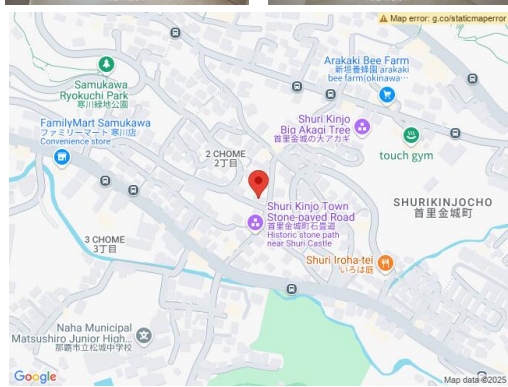 Map error: g.co/staticmaperror
Arakaki Bee Farm
新垣養蜂園 arakaki
bee farm(okinawa…
Samukawa
Ryokuchi Park
寒川緑地公園
Shuri Kinjo
Big Akagi Tree
首里金城の大アカギ
FamilyMart Samukawa
ファミリーマート 寒川店
Convenience store
touch gym
2 CHOME
2丁目
SHURIKINJOCHO
首里金城町
Shuri Kinjo Town
Stone-paved Road
首里金城町石畳道
Historic stone path
near Shuri Castle
3 CHOME
3丁目
Shuri Iroha-tei
いろは庭
Naha Municipal
Matsushiro Junior High...
那覇市立松城中学校
Google
Map data ©2025